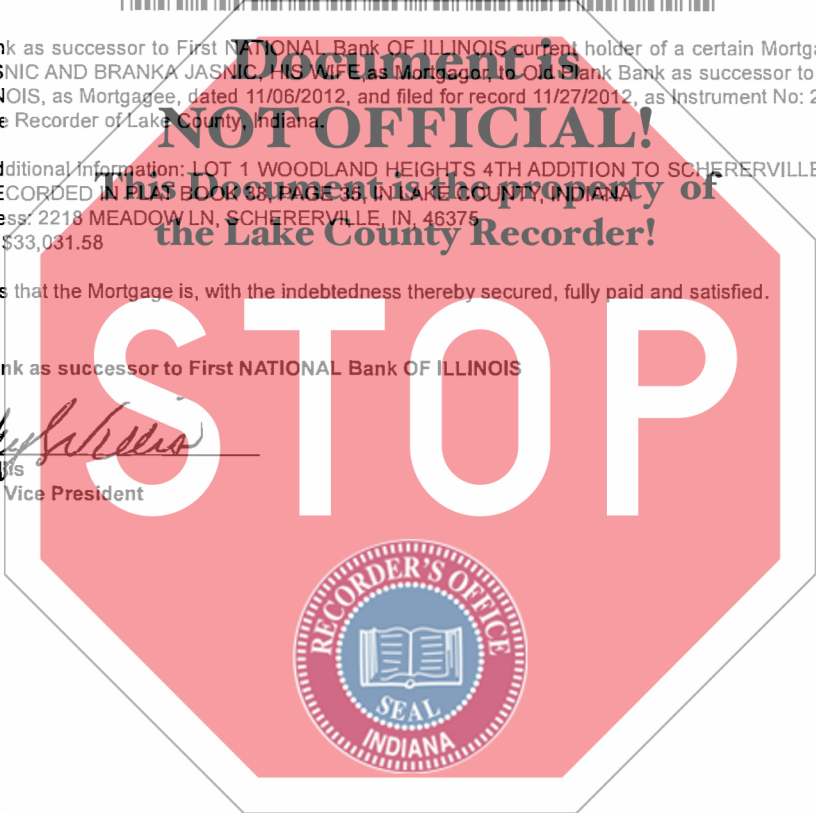 nk as successor to First NATIONAL Bank OF ILLINOIS current holder of a certain Mortga
SNIC AND BRANKA JASNIC, HIS WIFE,as Mortgagor, to Old Plank Bank as successor to
NOIS, as Mortgagee, dated 11/06/2012, and filed for record 11/27/2012, as Instrument No: 2
e Recorder of Lake County, Indiana.
dditional information: LOT 1 WOODLAND HEIGHTS 4TH ADDITION TO SCHERERVILLE
ECORDED IN PLAT BOOK 38, PAGE 35, IN LAKE COUNTY, INDIANA
ess: 2218 MEADOW LN, SCHERERVILLE, IN, 46375
$33,031.58
s that the Mortgage is, with the indebtedness thereby secured, fully paid and satisfied.
nk as successor to First NATIONAL Bank OF ILLINOIS
lis
Vice President
Document is
NOT OFFICIAL!
This Document is the property of
the Lake County Recorder!
STOP
RECORDER'S OFFICE
SEAL
INDIANA